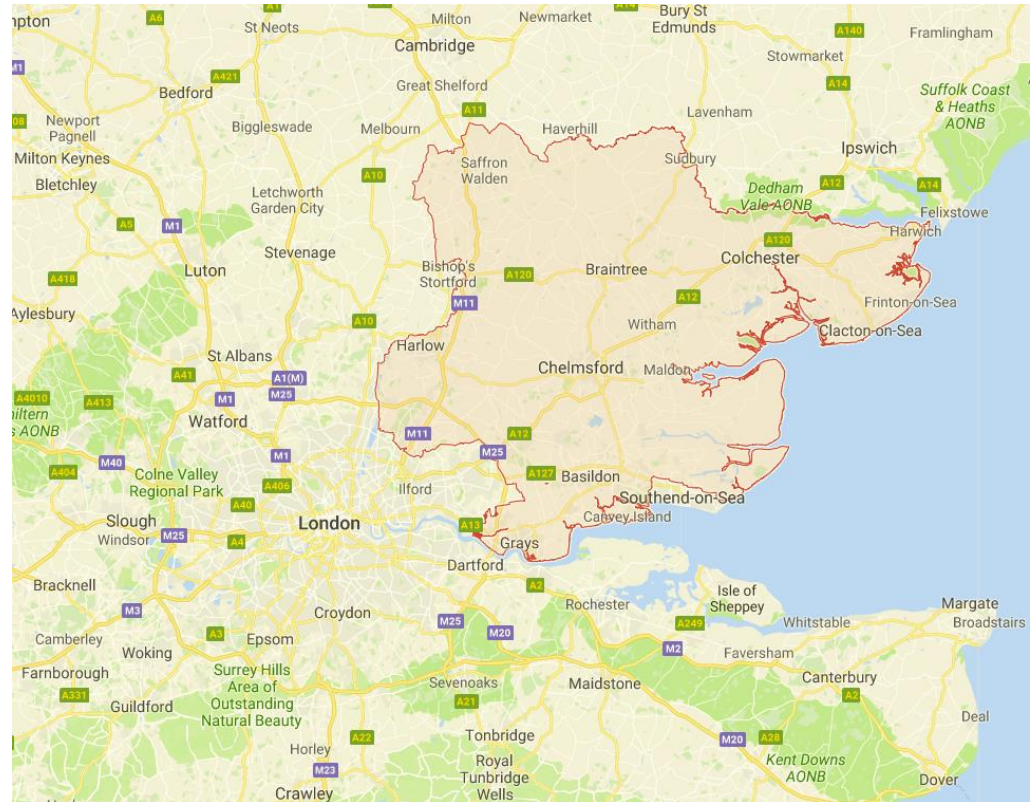 A6
A1
Milton
Newmarket
A14
Bury St
Edmunds
A140
Framlingham
mpton
St Neots
Cambridge
Stowmarket
M1
A421
Great Shelford
A14
Suffolk Coast
& Heaths
AONB
Bedford
A11
Lavenham
Newport
Pagnell
Biggleswade
Melbourn
Haverhill
Ipswich
Milton Keynes
Bletchley
Saffron
Walden
Sudbury
A10
A12
A14
Letchworth
Garden City
Dedham
Vale AONB
Felixstowe
A5
M1
Harwich
A120
Stevenage
Colchester
A418
Luton
Bishop's
Stortford
A120
Braintree
A12
Frinton-on-Sea
Aylesbury
M11
A10
Witham
Clacton-on-Sea
Harlow
St Albans
Chelmsford
Maldon
A41
A1(M)
M25
A4010
A413
M1
hiltern
s AONB
Watford
M11
A12
M40
M1
M25
A404
A127
Basildon
Colne Valley
Regional Park
A406
Ilford
Southend-on-Sea
A40
Canvey Island
Slough
London
A13
Windsor
M25
A4
Grays
Dartford
Bracknell
A2
Isle of
Sheppey
M3
Croydon
Rochester
Margate
Camberley
A3
Epsom
M25
M20
A249
Whitstable
Broadstairs
Woking
M2
Faversham
Farnborough
Surrey Hills
Area of
Outstanding
Natural Beauty
Sevenoaks
Maidstone
Canterbury
A331
A21
A2
Guildford
Deal
A22
Tonbridge
M20
A28
Horley
Royal
Tunbridge
Wells
Kent Downs
AONB
M23
Dover
Crawley